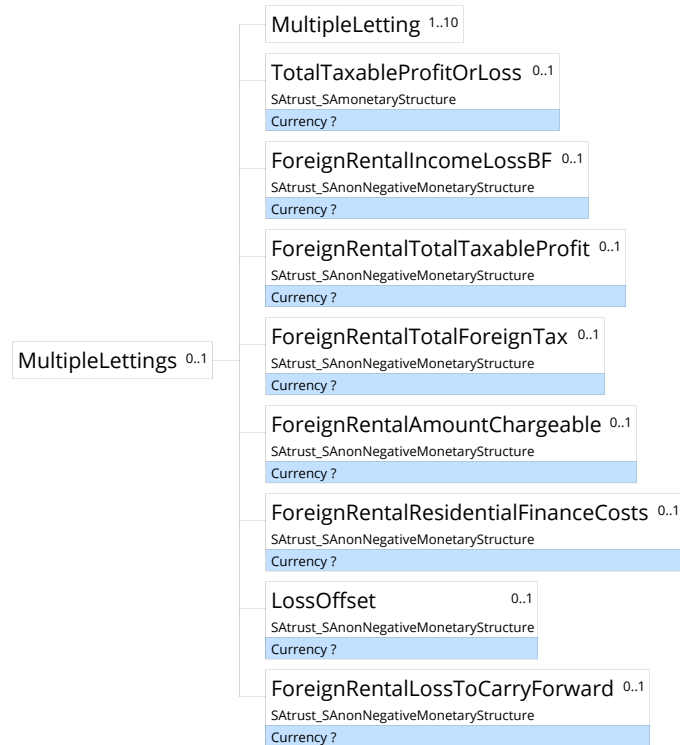 MultipleLetting 1..10
TotalTaxableProfitOrLoss 0..1
SAtrust_SAmonetaryStructure
Currency ?
ForeignRentalIncomeLossBF 0..1
SAtrust_SAnonNegativeMonetaryStructure
Currency ?
ForeignRentalTotalTaxableProfit 0..1
SAtrust_SAnonNegativeMonetaryStructure
Currency ?
ForeignRentalTotalForeignTax 0..1
SAtrust_SAnonNegativeMonetaryStructure
Currency ?
MultipleLettings 0..1
ForeignRentalAmountChargeable 0..1
SAtrust_SAnonNegativeMonetaryStructure
Currency ?
ForeignRentalResidentialFinanceCosts 0..1
SAtrust_SAnonNegativeMonetaryStructure
Currency ?
LossOffset 0..1
SAtrust_SAnonNegativeMonetaryStructure
Currency ?
ForeignRentalLossToCarryForward 0..1
SAtrust_SAnonNegativeMonetaryStructure
Currency ?